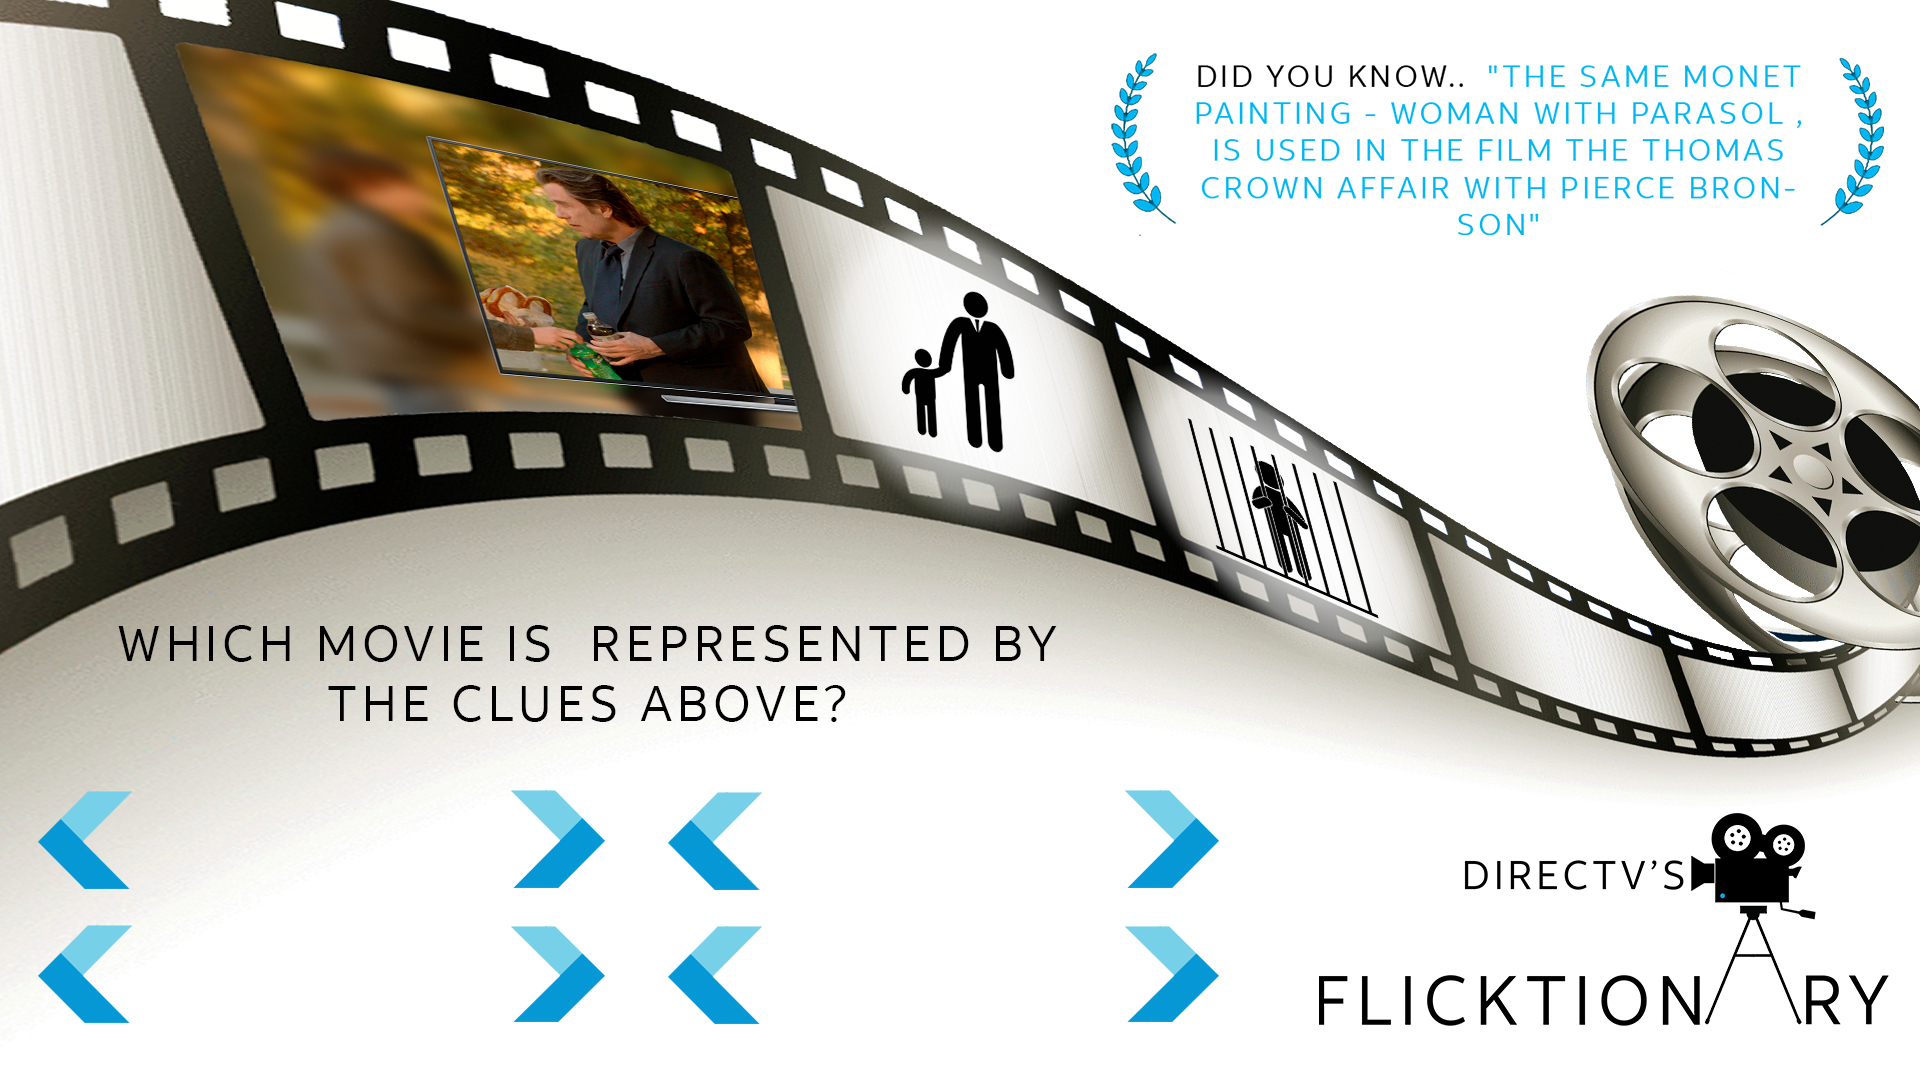 DID YOU KNOW.. "THE SAME MONET
PAINTING - WOMAN WITH PARASOL ,
IS USED IN THE FILM THE THOMAS
CROWN AFFAIR WITH PIERCE BRON-
SON"
WHICH MOVIE IS REPRESENTED BY
THE CLUES ABOVE?
DIRECTV'S
FLICKTIONARY